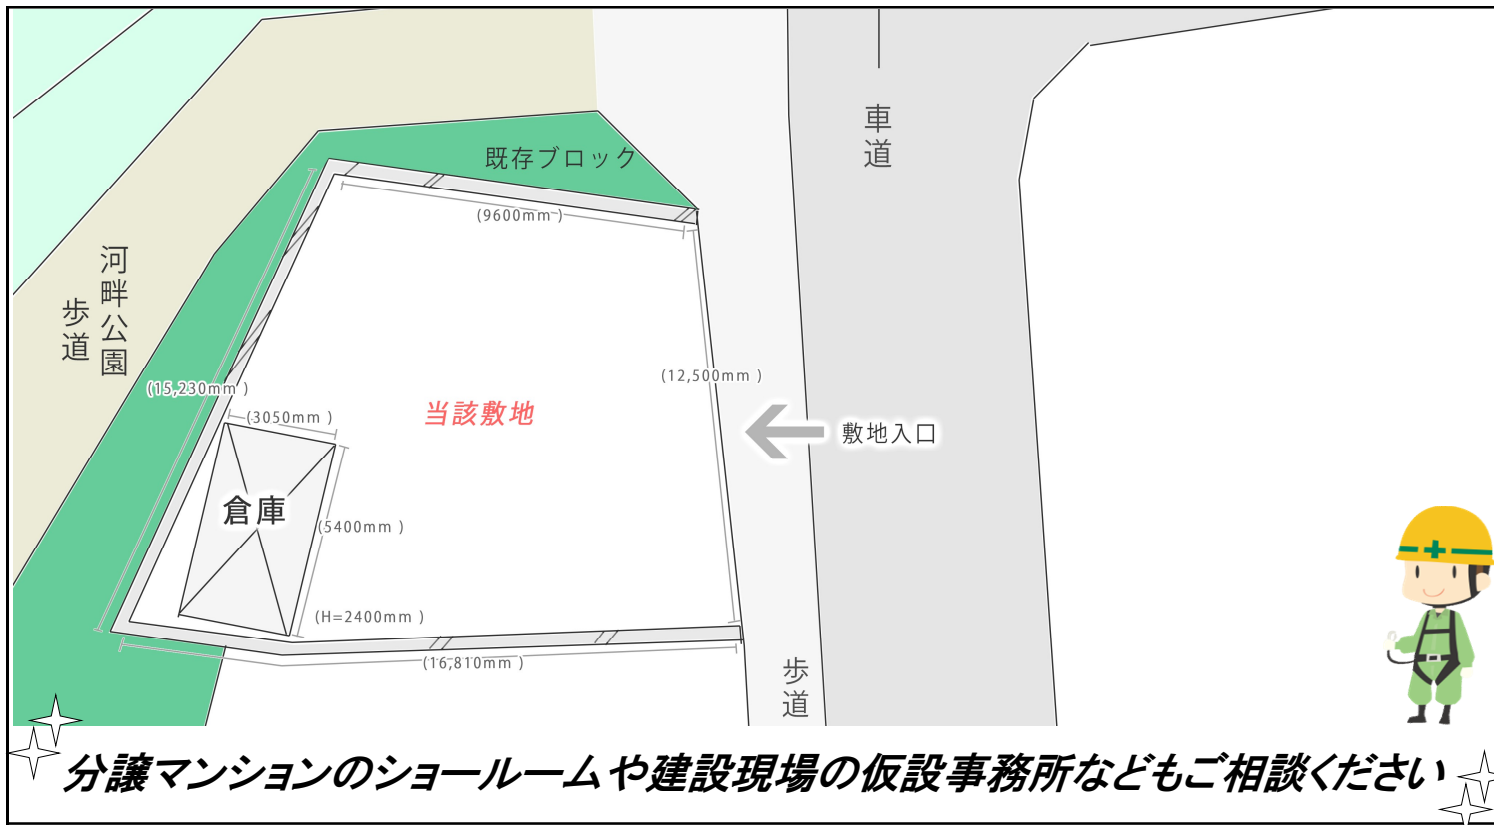 車道
既存ブロック
(9600mm )
河畔公園
歩道
(15,230mm )
(12,500mm )
(3050mm )
当該敷地
敷地入口
倉庫
(5400mm )
(H=2400mm )
(16,810mm )
歩道
分譲マンションのショールームや建設現場の仮設事務所などもご相談ください